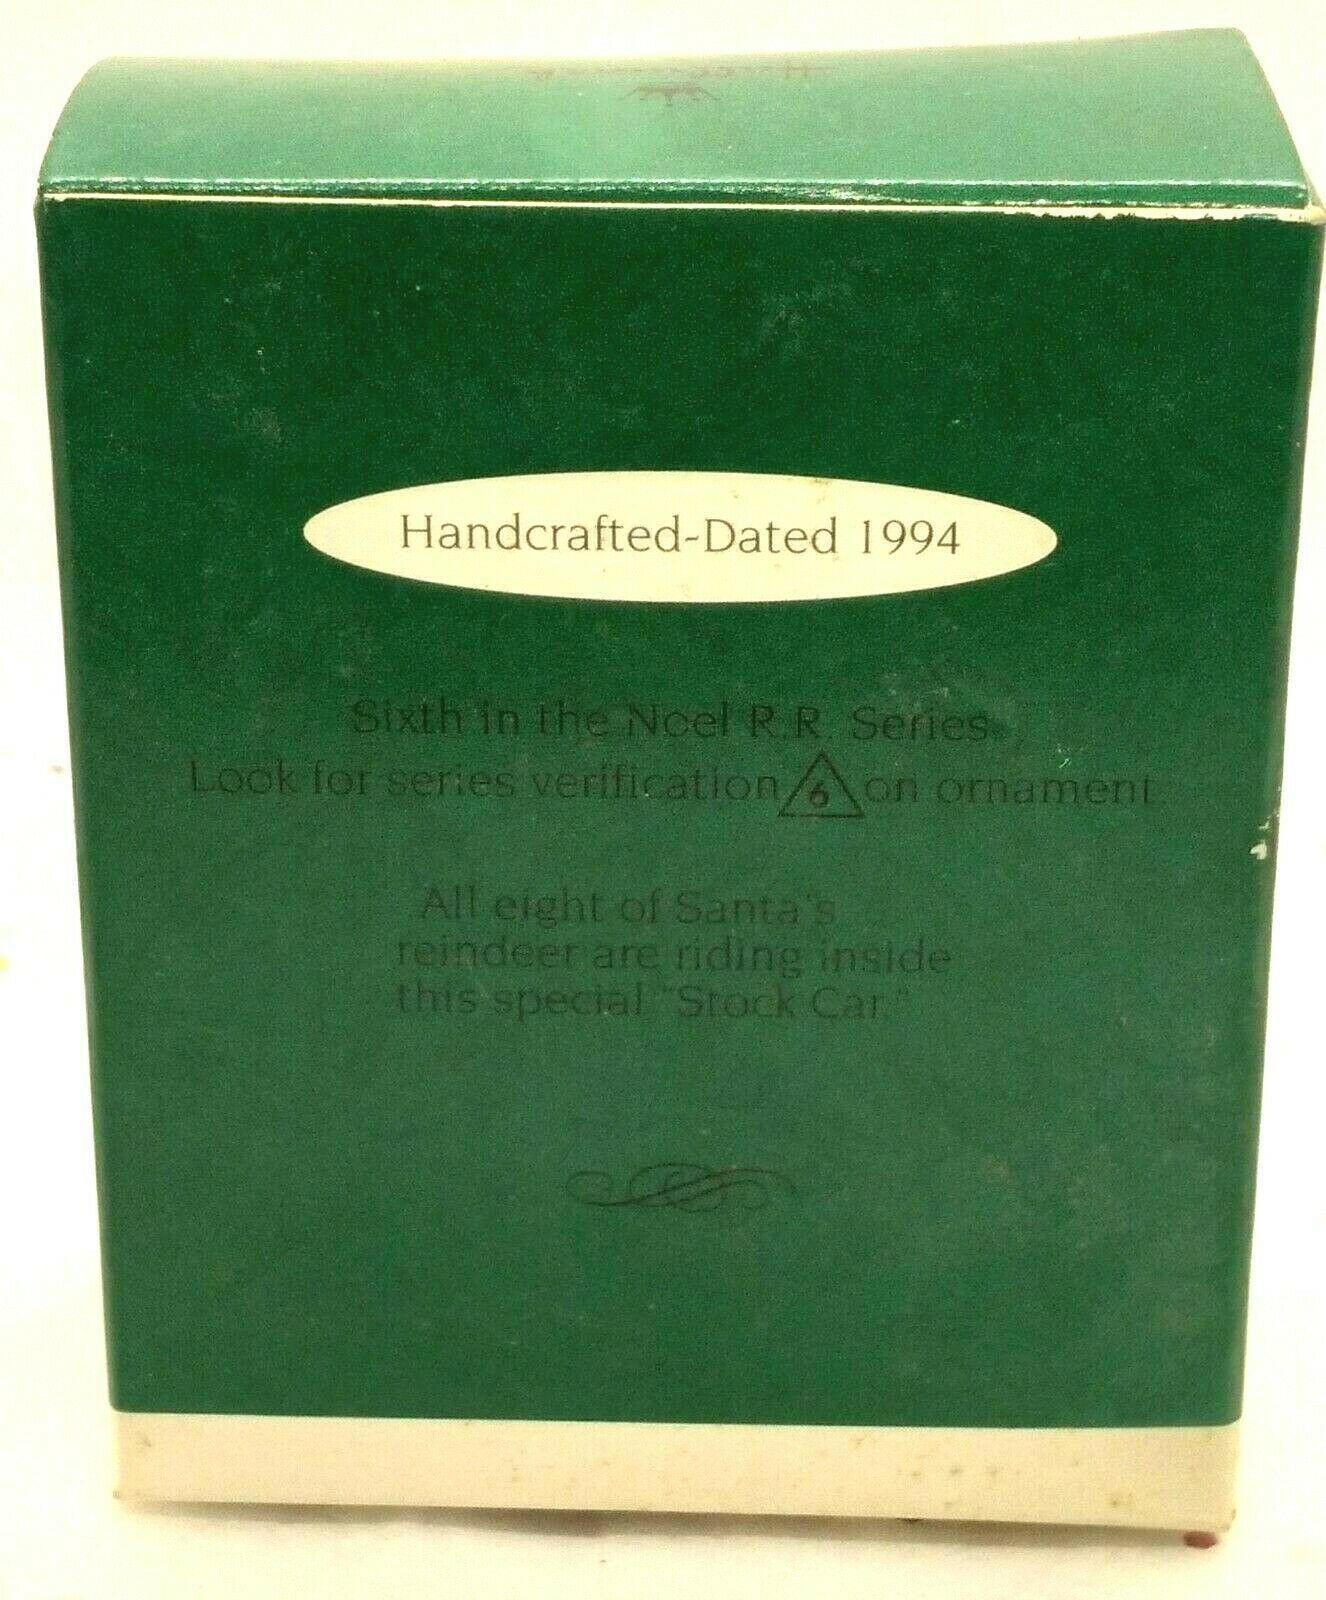 Handcrafted-Dated 1994
Sixth in the Noel R.R. Series.
Look for series verification 6 on ornament.
All eight of Santa's
reindeer are riding inside
this special "Stock Car."